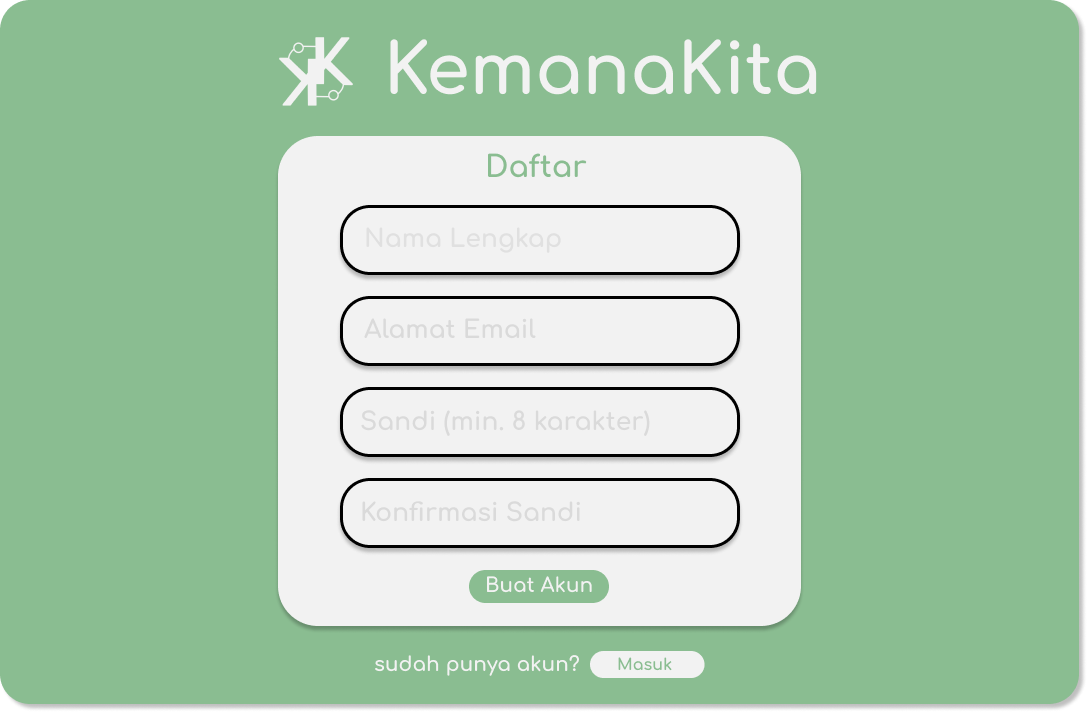 KemanaKita
Daftar
Nama Lengkap
Alamat Email
Sandi (min. 8 karakter)
Konfirmasi Sandi
Buat Akun
sudah punya akun? Masuk